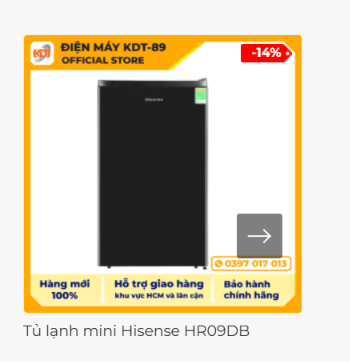 KDT
ĐIỆN MÁY KDT-89
OFFICIAL STORE
-14%
Hisense
0397 017 013
Hàng mới
100%
Hỗ trợ giao hàng
khu vực HCM và lân cận
Bảo hành
chính hãng
Tủ lạnh mini Hisense HR09DB